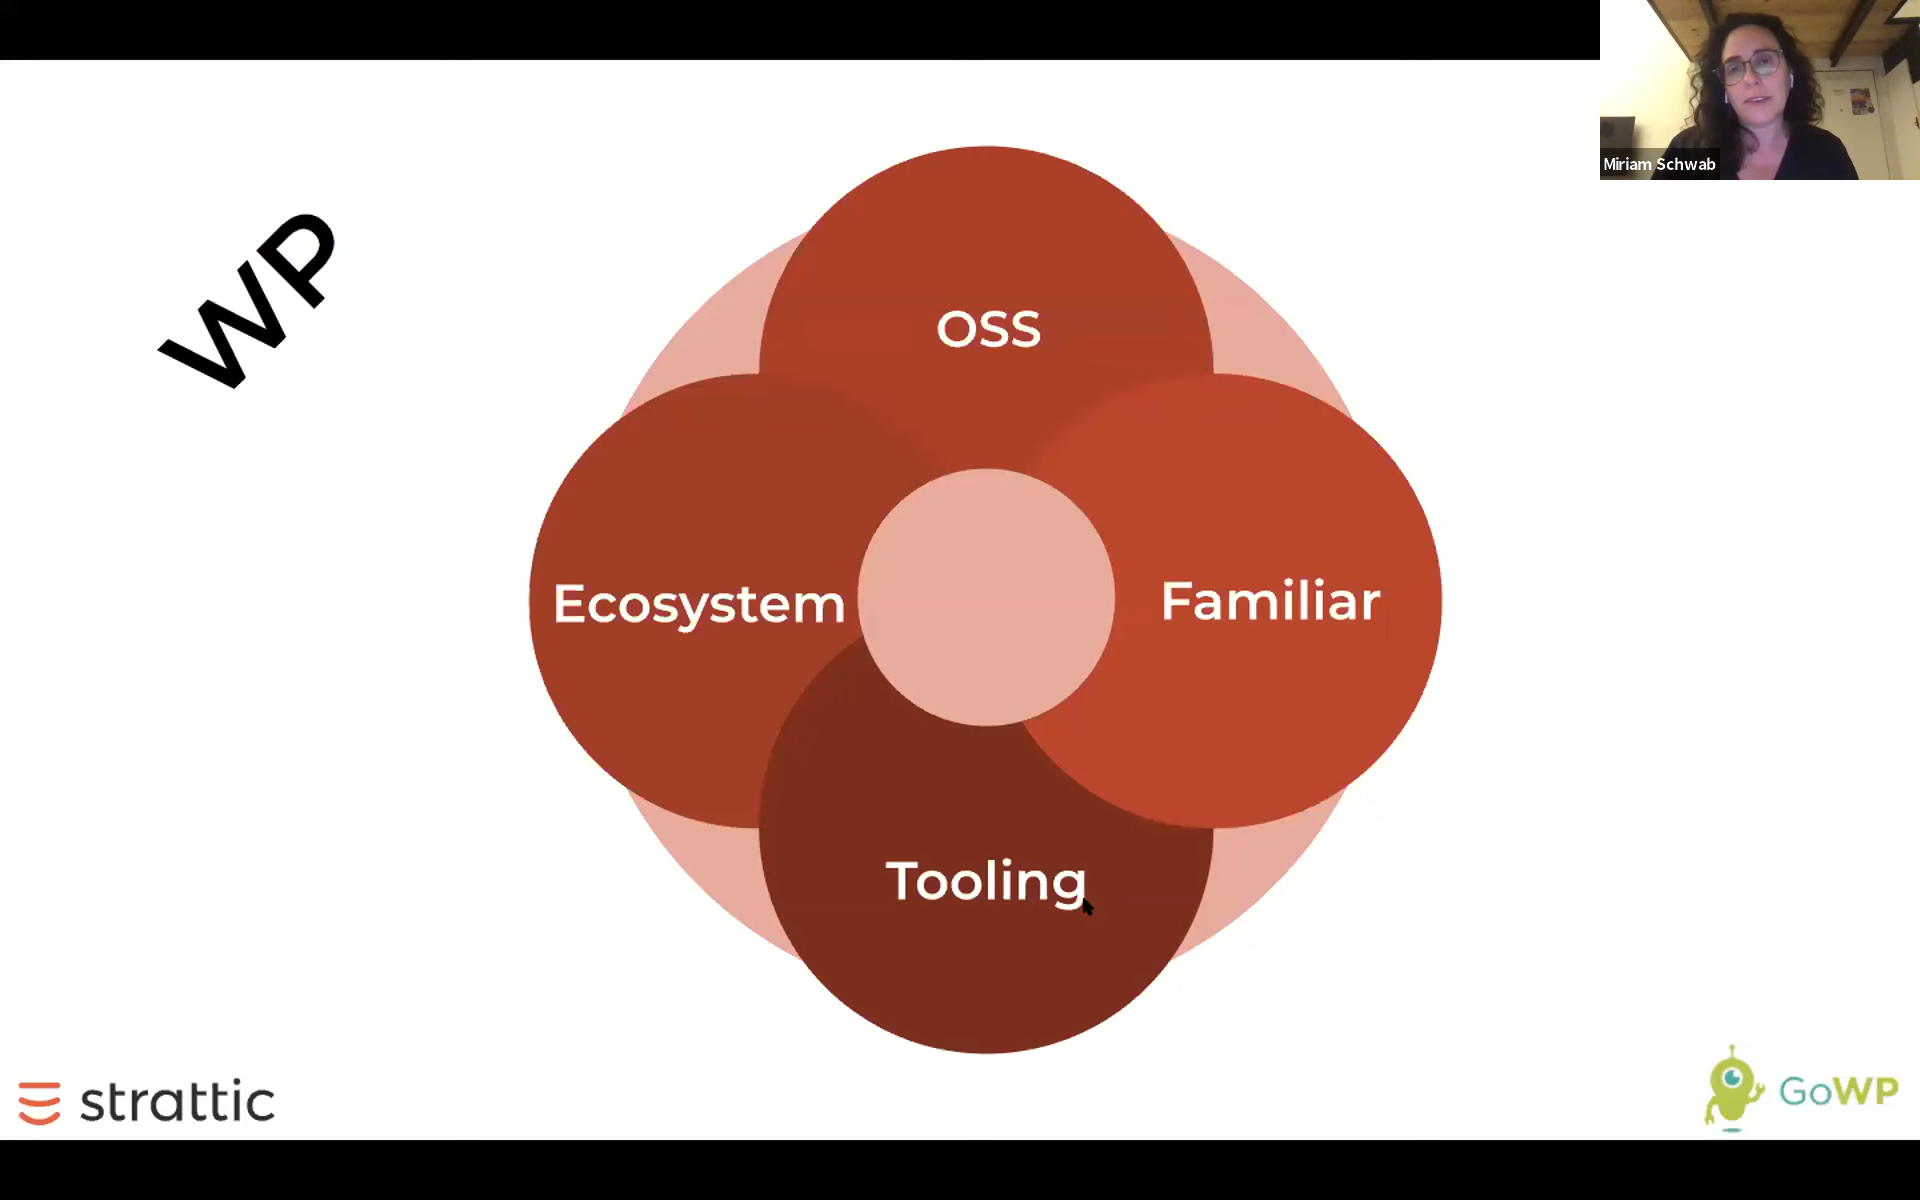 Miriam Schwab
WP
OSS
Ecosystem
Familiar
Tooling
strattic
GoWP